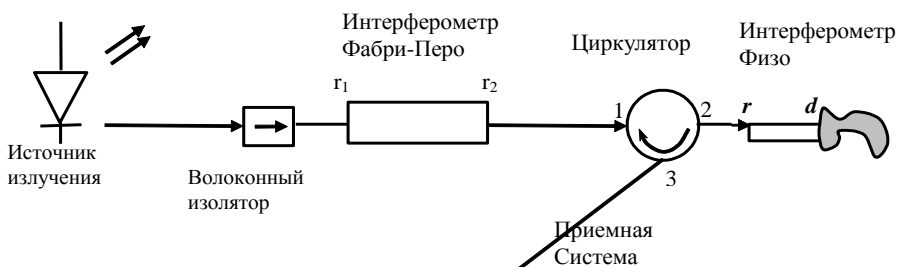 Интерферометр
Фабри-Перо
Циркулятор
Интерферометр
Физо
r1
r2
1
2
r
d
3
Источник
излучения
Волоконный
изолятор
Приемная
Система